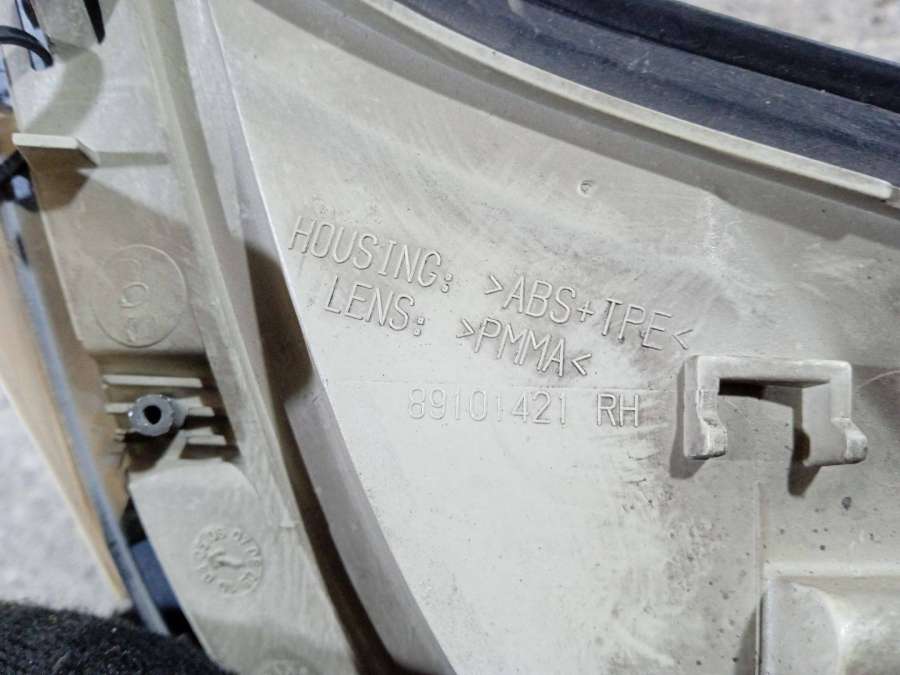 HOUSING: >ABS+TPE<
LENS: >PMMA<
89101421 RH